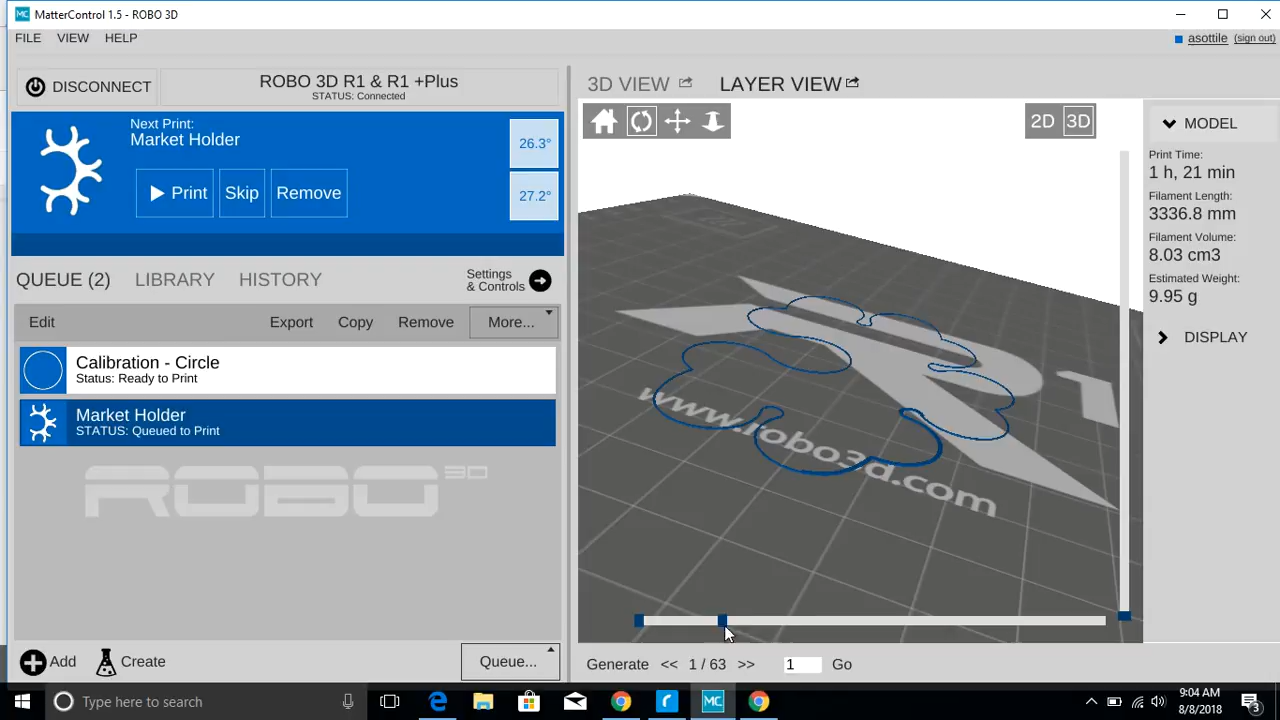 MC MatterControl 1.5 - ROBO 3D
FILE VIEW HELP
asottile (sign out)
DISCONNECT
ROBO 3D R1 & R1 +Plus
STATUS: Connected
Next Print:
Market Holder
Print Skip Remove
26.3°
27.2°
QUEUE (2) LIBRARY HISTORY
Settings
& Controls
Edit Export Copy Remove More...
Calibration - Circle
Status: Ready to Print
Market Holder
STATUS: Queued to Print
ROBO 3D
Add Create Queue...
3D VIEW LAYER VIEW
2D 3D
R1
www.robo3d.com
Generate << 1 / 63 >> 1 Go
MODEL
Print Time:
1 h, 21 min
Filament Length:
3336.8 mm
Filament Volume:
8.03 cm3
Estimated Weight:
9.95 g
DISPLAY
Type here to search
MC
9:04 AM
8/8/2018
3